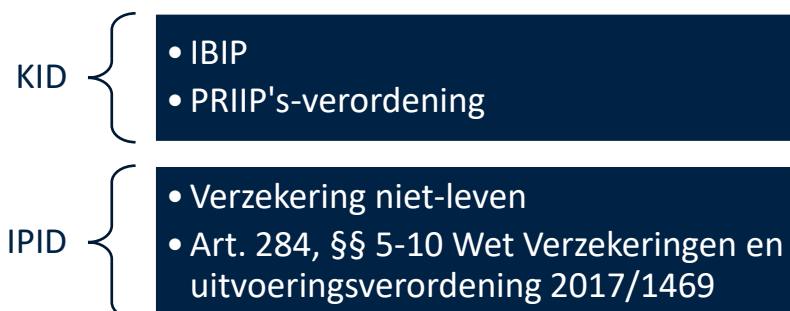 KID
• IBIP
• PRIIP's-verordening
IPID
• Verzekering niet-leven
• Art. 284, §§ 5-10 Wet Verzekeringen en
uitvoeringsverordening 2017/1469